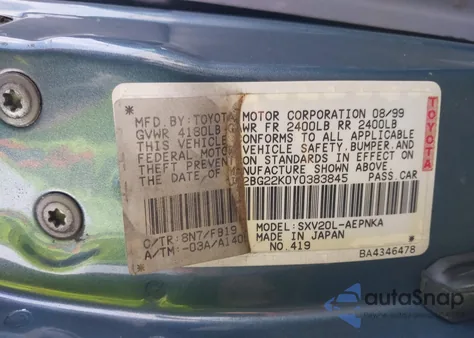 MFD.BY:TOYOTA MOTOR CORPORATION 08/99
GVWR 4180LB GAWR FR 2400LB RR 2400LB
THIS VEHICLE CONFORMS TO ALL APPLICABLE
FEDERAL MOTOR VEHICLE SAFETY,BUMPER,AND
THEFT PREVENTION STANDARDS IN EFFECT ON
THE DATE OF MANUFACTURE SHOWN ABOVE.
2BG22K0Y0383845 PASS.CAR
C/TR:8N7/FB19 MODEL:SXV20L-AEPNKA
A/TM:-03A/A140E MADE IN JAPAN
NO.419 BA4346478
TOYOTA
autoSnap